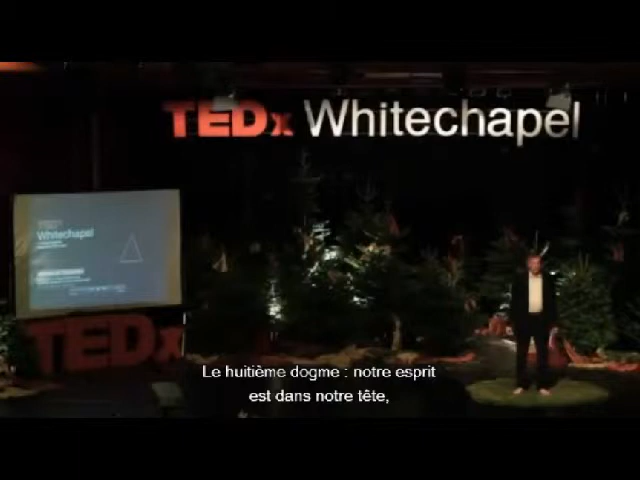 TEDx Whitechapel
Whitechapel
TEDx
Le huitième dogme : notre esprit
est dans notre tête,